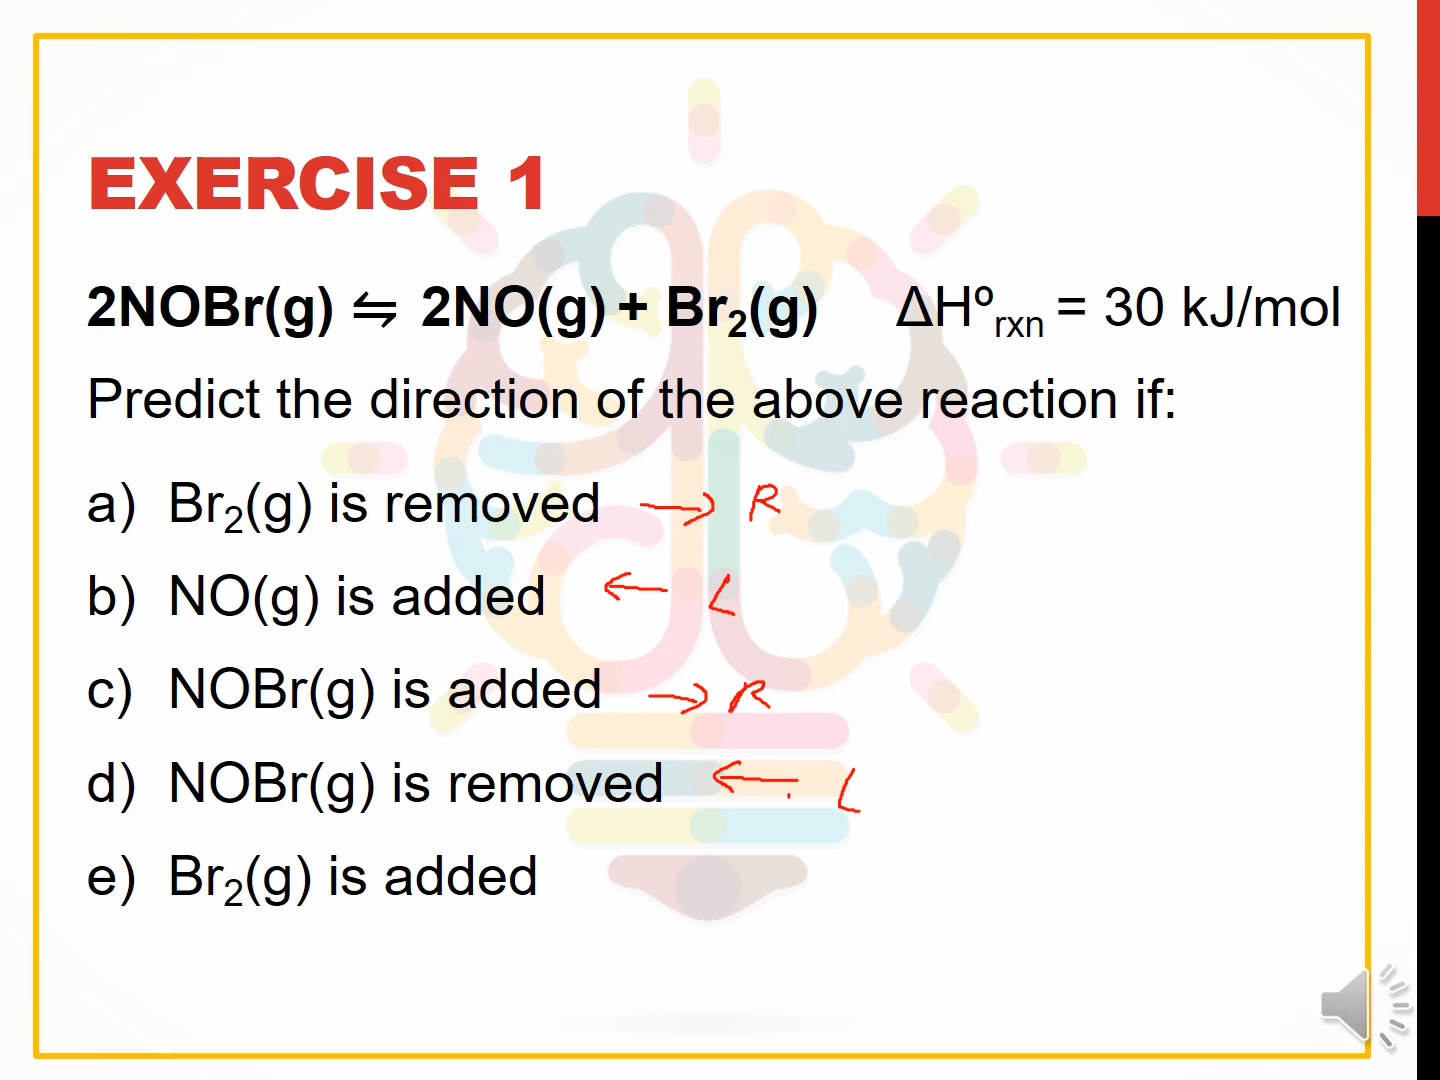 EXERCISE 1
2NOBr(g) ⇋ 2NO(g) + Br₂(g) ΔHº rxn = 30 kJ/mol
Predict the direction of the above reaction if:
a) Br₂(g) is removed → R
b) NO(g) is added ← L
c) NOBr(g) is added → R
d) NOBr(g) is removed ← L
e) Br₂(g) is added